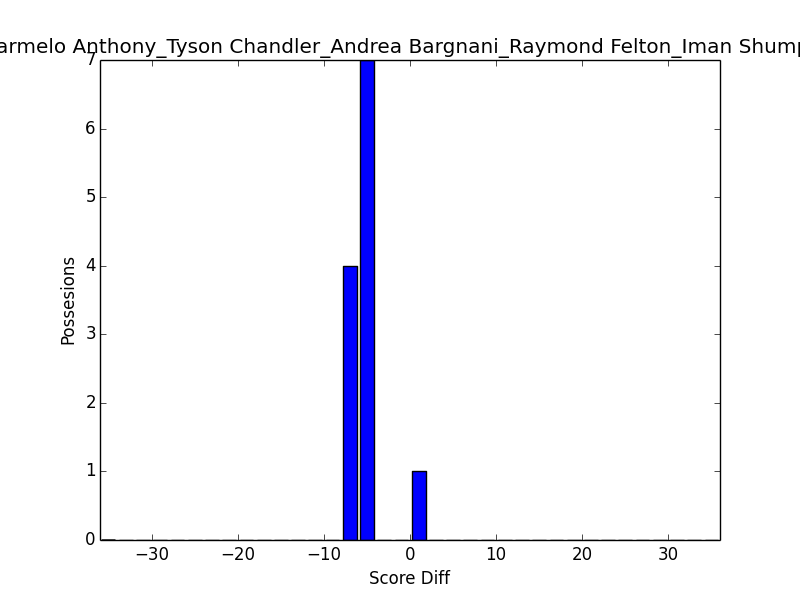 armelo Anthony_Tyson Chandler_Andrea Bargnani_Raymond Felton_Iman Shump
7
6
5
4
3
2
1
0
Possesions
−30 −20 −10 0 10 20 30
Score Diff